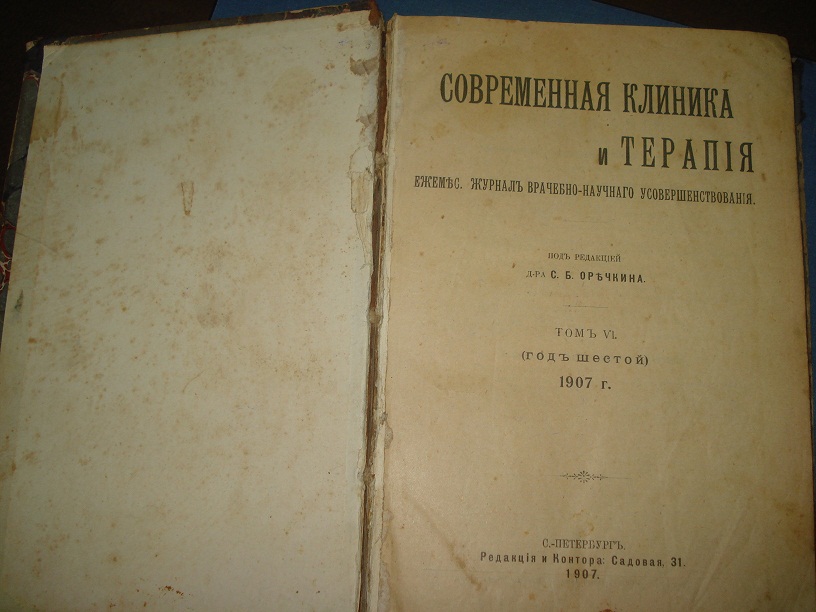 СОВРЕМЕННАЯ КЛИНИКА
и ТЕРАПІЯ
ЕЖЕМѢС. ЖУРНАЛЪ ВРАЧЕБНО-НАУЧНАГО УСОВЕРШЕНСТВОВАНІЯ.
ПОДЪ РЕДАКЦІЕЙ
Д-РА С. Б. ОРѢЧКИНА.
ТОМЪ VI.
(ГОДЪ ШЕСТОЙ)
1907 г.
С.-ПЕТЕРБУРГЪ.
Редакція и Контора: Садовая, 31.
1907.